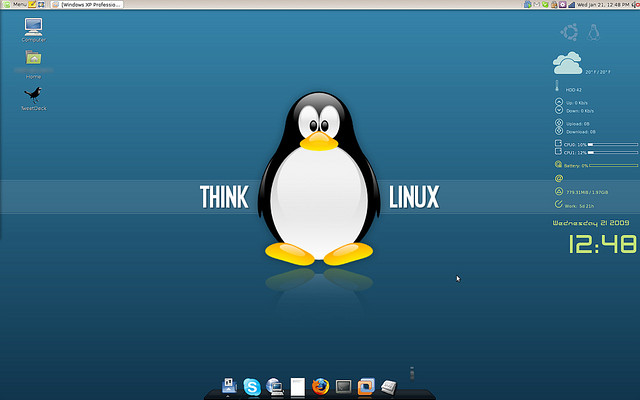 Menu
[Windows XP Professio...
Wed Jan 21, 12:48 PM
Computer
Home
TweetDeck
THINK LINUX
20° F / 20° F
HDD 42
Up: 0 Kb/s
Down: 0 Kb/s
Upload: 0B
Download: 0B
CPU0: 10%
CPU1: 12%
Battery: 0%
779.31MiB / 1.97GiB
Work: 5d 21h
Wednesday 21 2009
12:48